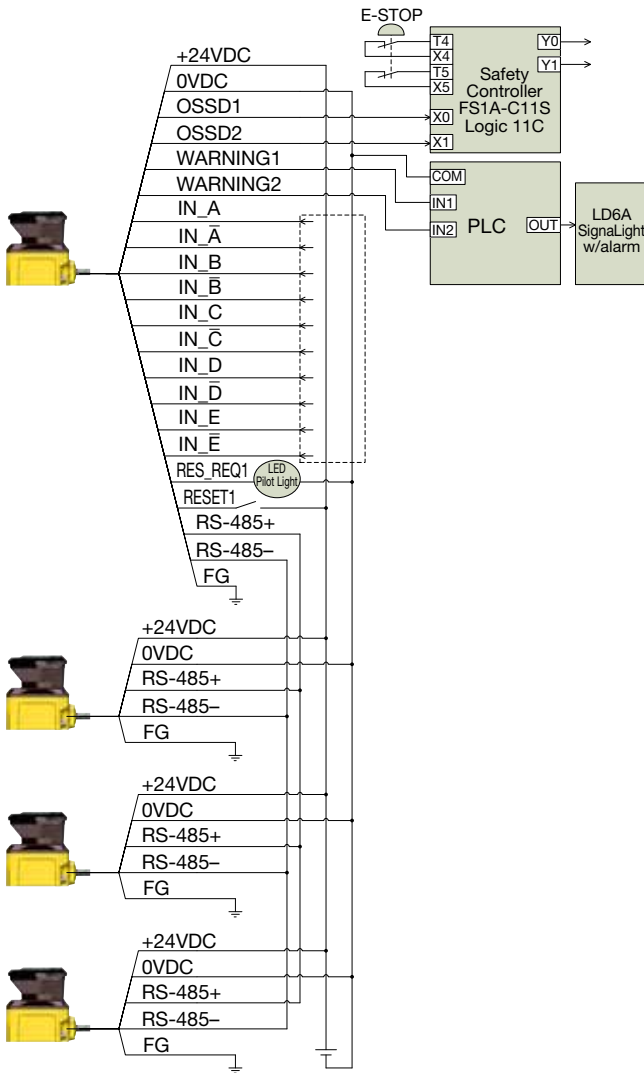 E-STOP
T4
X4
T5
X5
Y0
Y1
Safety
Controller
FS1A-C11S
Logic 11C
X0
X1
COM
IN1
IN2
PLC
OUT
LD6A
SignaLight
w/alarm
+24VDC
0VDC
OSSD1
OSSD2
WARNING1
WARNING2
IN_A
IN_A̅
IN_B
IN_B̅
IN_C
IN_C̅
IN_D
IN_D̅
IN_E
IN_E̅
RES_REQ1
LED
Pilot Light
RESET1
RS-485+
RS-485–
FG
+24VDC
0VDC
RS-485+
RS-485–
FG
+24VDC
0VDC
RS-485+
RS-485–
FG
+24VDC
0VDC
RS-485+
RS-485–
FG